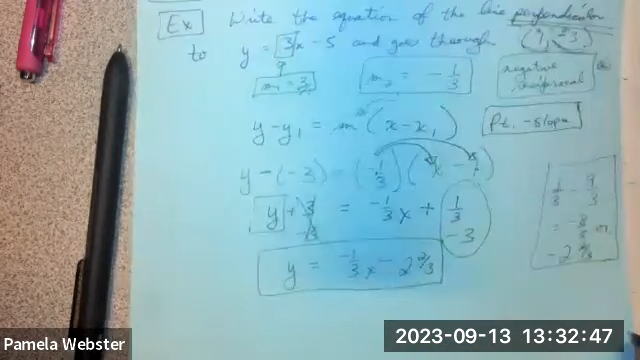 Ex Write the equation of the line perpendicular
to y = 3x - 5 and goes through (1, -3)
m₁ = 3 m₂ = -1/3 negative reciprocal
y - y₁ = m (x - x₁) Pt. - slope
y - (-3) = (-1/3)(x - 1)
y + 3 = -1/3 x + 1/3
-3 -3
y = -1/3 x - 2 2/3
1/3 - 9/3
= -8/3 or
-2 2/3
Pamela Webster
2023-09-13 13:32:47